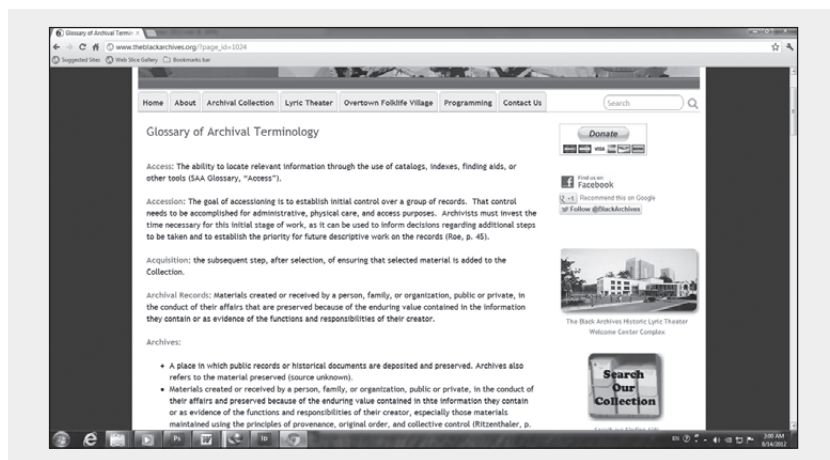 Glossary of Archival Termin
www.theblackarchives.org/?page_id=1024
Suggested Sites Web Slice Gallery Bookmarks bar
Home About Archival Collection Lyric Theater Overtown Folklife Village Programming Contact Us Search
Glossary of Archival Terminology
Access: The ability to locate relevant information through the use of catalogs, indexes, finding aids, or
other tools (SAA Glossary, “Access”).
Accession: The goal of accessioning is to establish initial control over a group of records. That control
needs to be accomplished for administrative, physical care, and access purposes. Archivists must invest the
time necessary for this initial stage of work, as it can be used to inform decisions regarding additional steps
to be taken and to establish the priority for future descriptive work on the records (Roe, p. 45).
Acquisition: the subsequent step, after selection, of ensuring that selected material is added to the
Collection.
Archival Records: Materials created or received by a person, family, or organization, public or private, in
the conduct of their affairs that are preserved because of the enduring value contained in the information
they contain or as evidence of the functions and responsibilities of their creator.
Archives:
• A place in which public records or historical documents are deposited and preserved. Archives also
refers to the material preserved (source unknown).
• Materials created or received by a person, family, or organization, public or private, in the conduct of
their affairs and preserved because of the enduring value contained in the information they contain
or as evidence of the functions and responsibilities of their creator, especially those materials
maintained using the principles of provenance, original order, and collective control (Ritzenthaler, p.
Donate
VISA
Find us on
Facebook
+1 Recommend this on Google
Follow @BlackArchives
The Black Archives Historic Lyric Theater
Welcome Center Complex
Search
Our
Collection
Ps
W
Id
EN
3:09 AM
8/14/2012